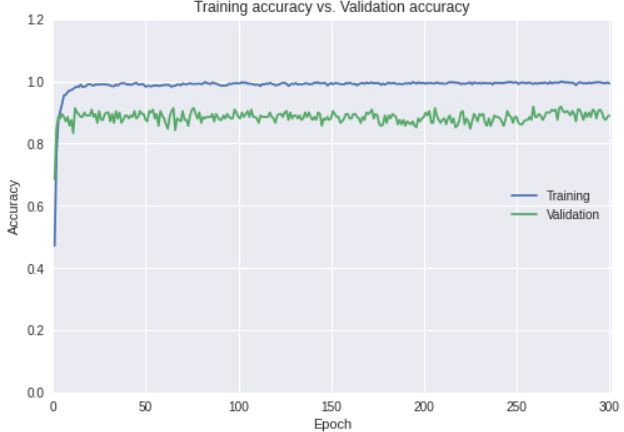 Training accuracy vs. Validation accuracy
1.2
1.0
0.8
0.6
0.4
0.2
0.0
Accuracy
Training
Validation
0 50 100 150 200 250 300
Epoch